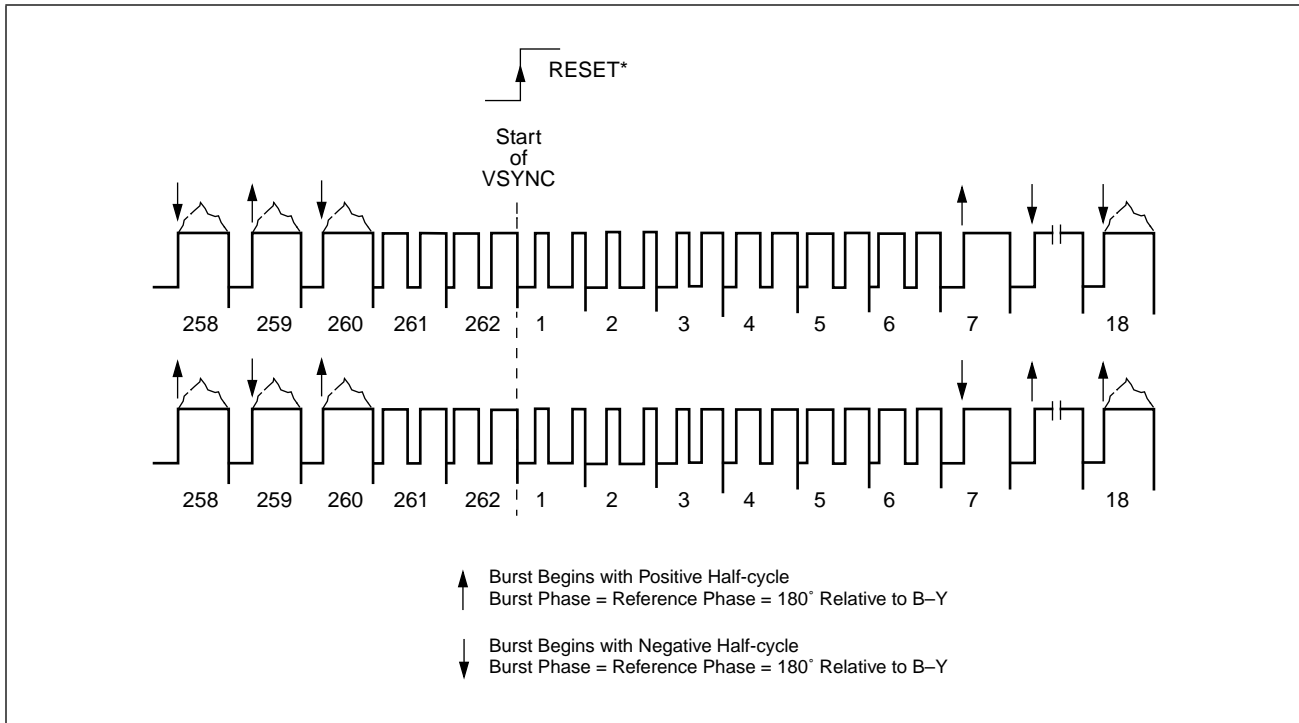 RESET*
Start
of
VSYNC
258 259 260 261 262 1 2 3 4 5 6 7 18
258 259 260 261 262 1 2 3 4 5 6 7 18
Burst Begins with Positive Half-cycle
Burst Phase = Reference Phase = 180˚ Relative to B–Y
Burst Begins with Negative Half-cycle
Burst Phase = Reference Phase = 180˚ Relative to B–Y